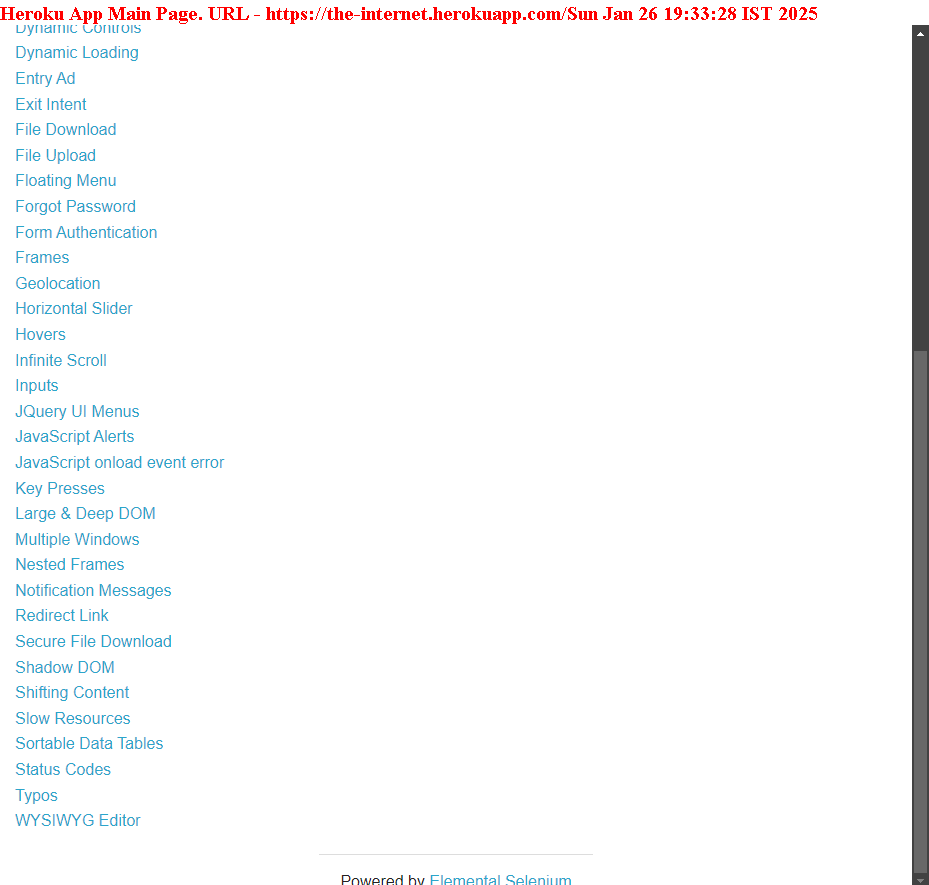 Heroku App Main Page. URL - https://the-internet.herokuapp.com/Sun Jan 26 19:33:28 IST 2025
Dynamic Controls
Dynamic Loading
Entry Ad
Exit Intent
File Download
File Upload
Floating Menu
Forgot Password
Form Authentication
Frames
Geolocation
Horizontal Slider
Hovers
Infinite Scroll
Inputs
JQuery UI Menus
JavaScript Alerts
JavaScript onload event error
Key Presses
Large & Deep DOM
Multiple Windows
Nested Frames
Notification Messages
Redirect Link
Secure File Download
Shadow DOM
Shifting Content
Slow Resources
Sortable Data Tables
Status Codes
Typos
WYSIWYG Editor
Powered by Elemental Selenium